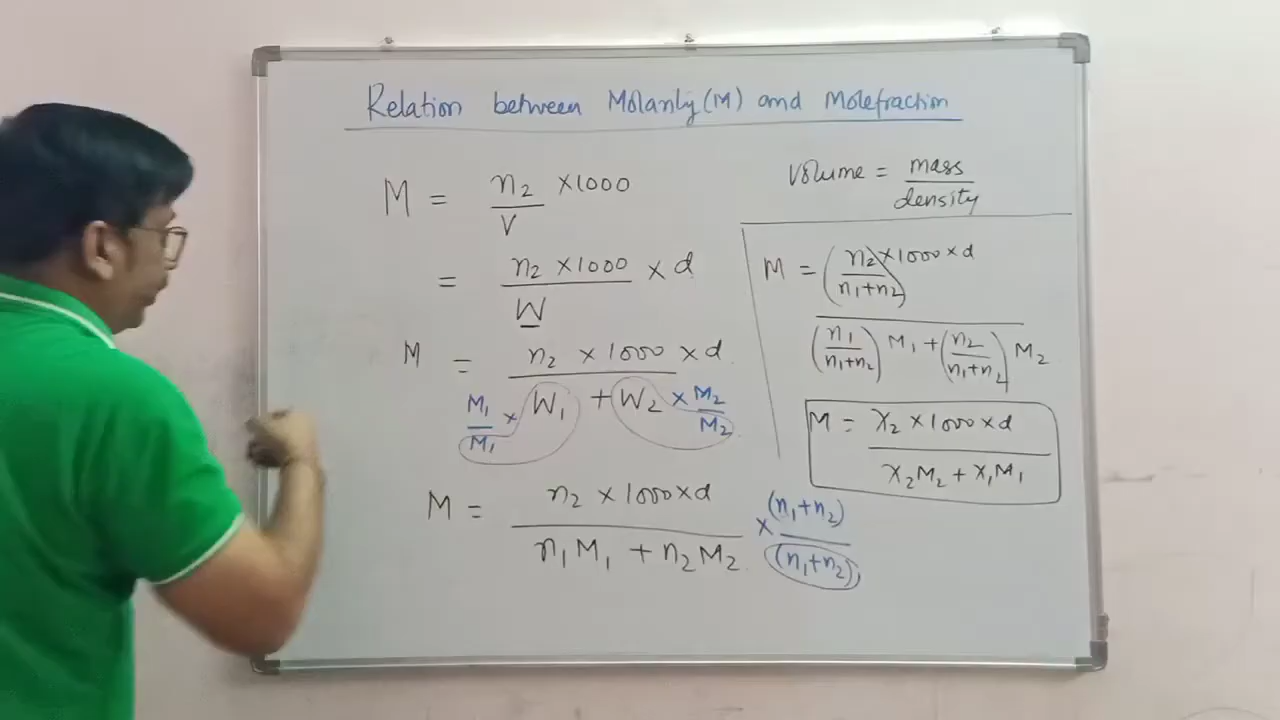 Relation between Molarity (M) and Molefraction
M = n₂ × 1000 / V
= n₂ × 1000 / W × d
M = n₂ × 1000 × d / M₁/M₁ × W₁ + W₂ × M₂/M₂
M = n₂ × 1000 × d / n₁M₁ + n₂M₂ × (n₁+n₂) / (n₁+n₂)
Volume = mass / density
M = (n₂ × 1000 × d / n₁+n₂) / (n₁ / n₁+n₂) M₁ + (n₂ / n₁+n₂) M₂
M = x₂ × 1000 × d / x₂M₂ + x₁M₁